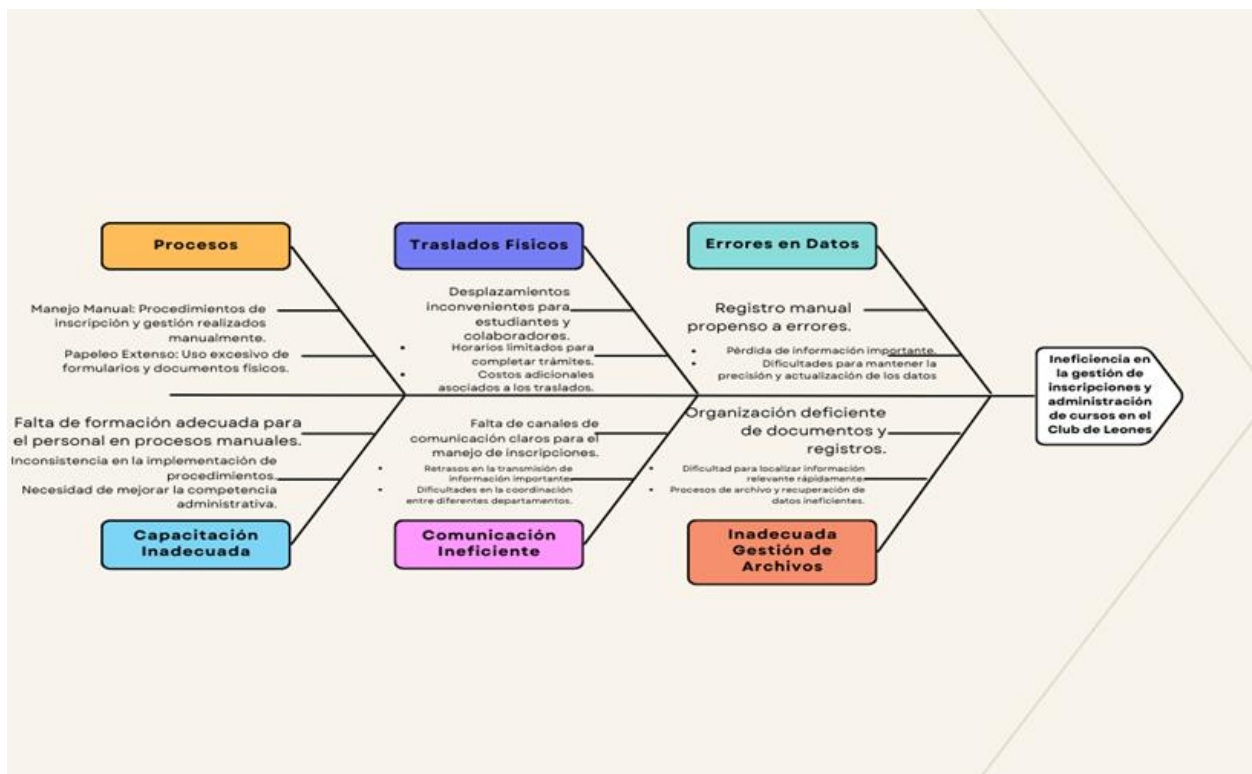 Procesos
Manejo Manual: Procedimientos de
inscripción y gestión realizados
manualmente.
Papeleo Extenso: Uso excesivo de
formularios y documentos físicos.
Traslados Físicos
Desplazamientos
inconvenientes para
estudiantes y
colaboradores.
• Horarios limitados para
completar trámites.
• Costos adicionales
asociados a los traslados.
Errores en Datos
Registro manual
propenso a errores.
• Pérdida de información importante.
• Dificultades para mantener la
precisión y actualización de los datos
Ineficiencia en
la gestión de
inscripciones y
administración
de cursos en el
Club de Leones
Falta de formación adecuada para
el personal en procesos manuales.
Inconsistencia en la implementación de
procedimientos.
Necesidad de mejorar la competencia
administrativa.
Capacitación
Inadecuada
Falta de canales de
comunicación claros para el
manejo de inscripciones.
• Retrasos en la transmisión de
información importante.
• Dificultades en la coordinación
entre diferentes departamentos.
Comunicación
Ineficiente
Organización deficiente
de documentos y
registros.
• Dificultad para localizar información
relevante rápidamente.
• Procesos de archivo y recuperación de
datos ineficientes.
Inadecuada
Gestión de
Archivos